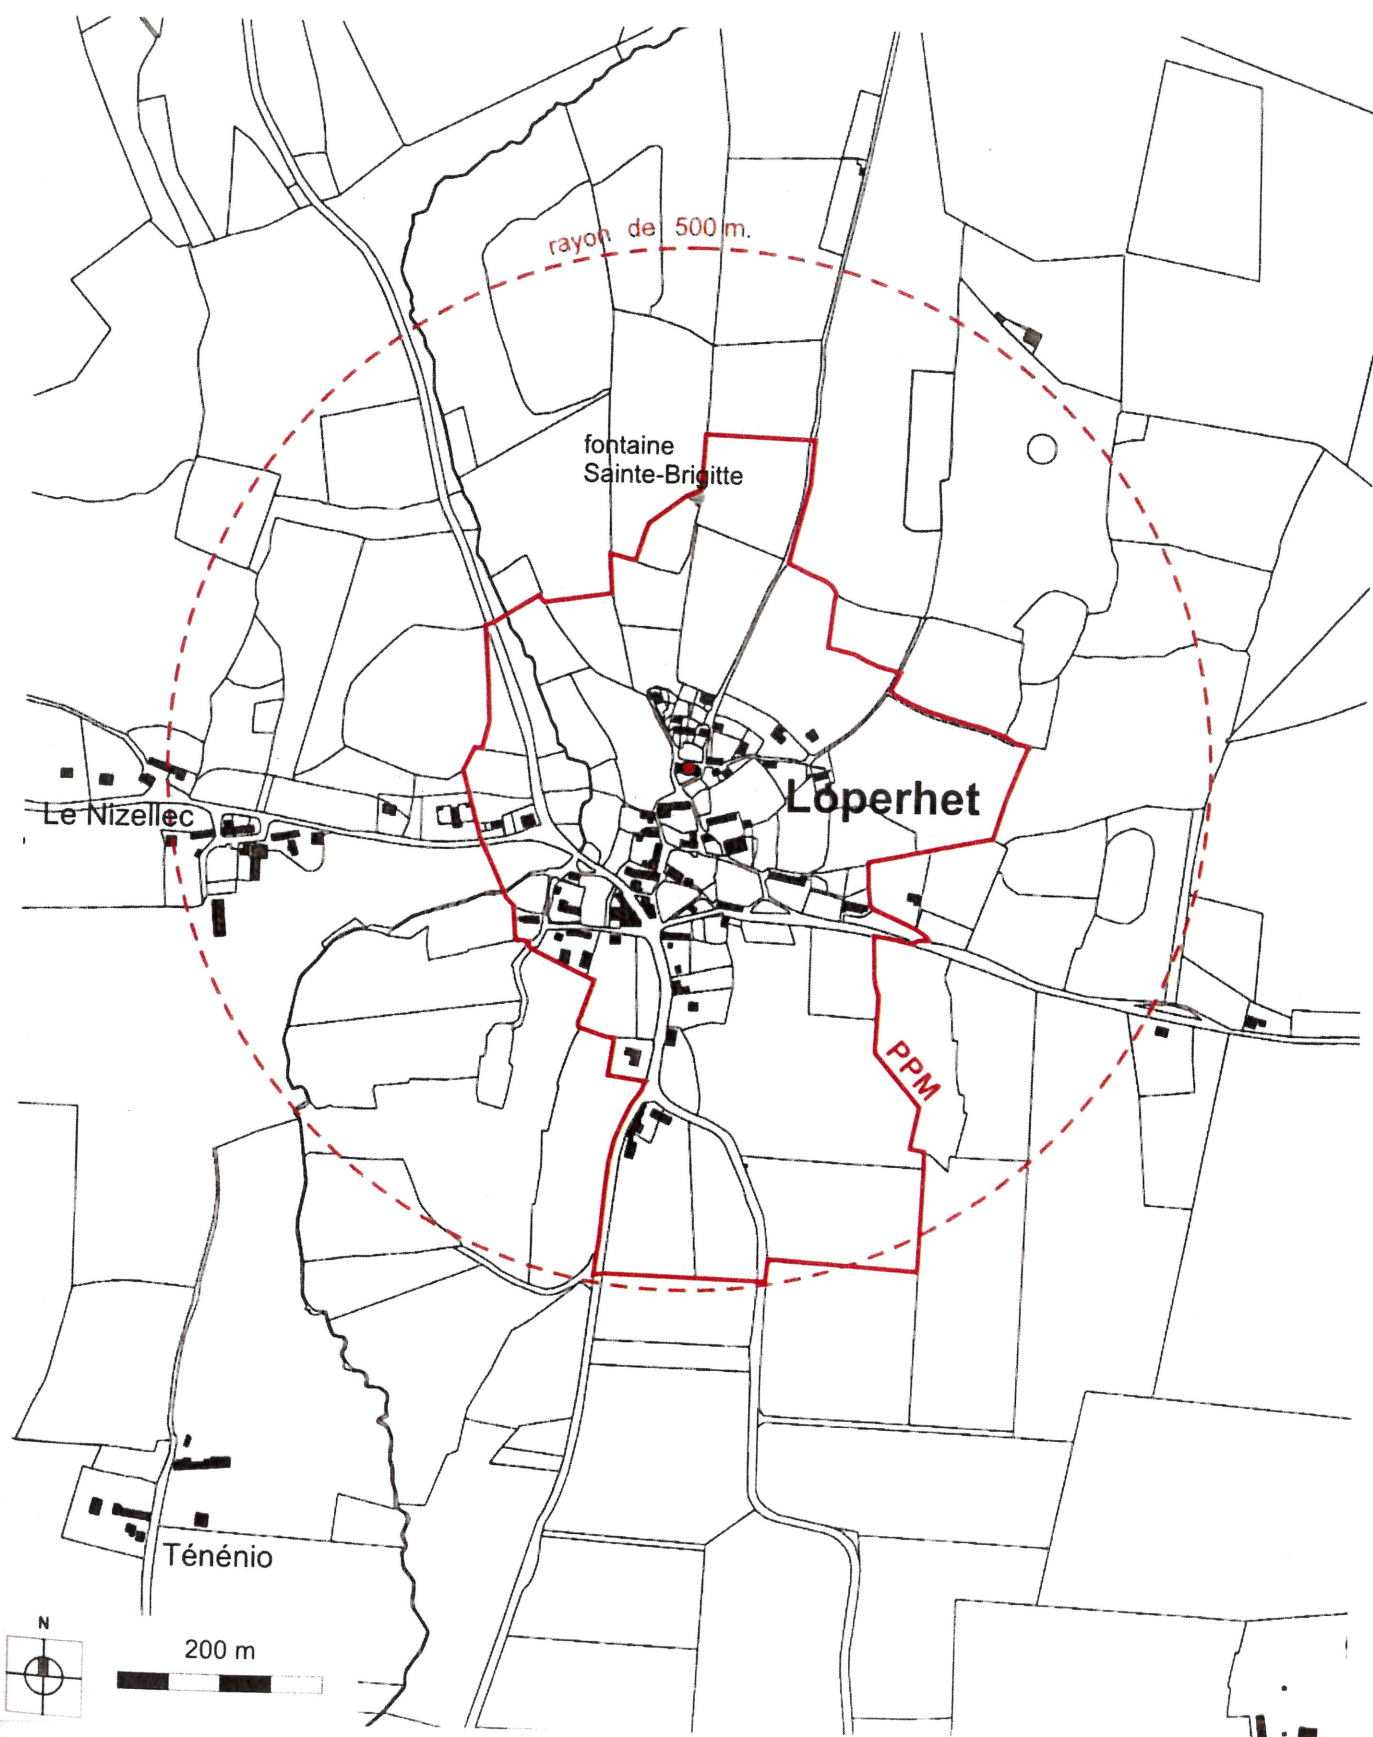 rayon de 500 m.
fontaine
Sainte-Brigitte
Loperhet
Le Nizellec
PPM
Ténénio
N
200 m